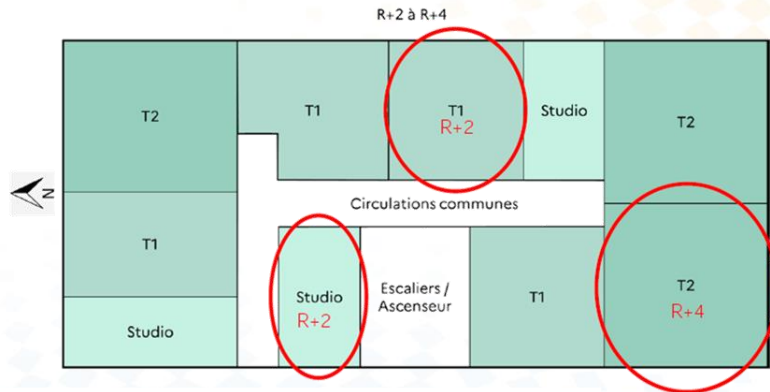 R+2 à R+4
T2
T1
T1
R+2
Studio
T2
N
Circulations communes
T1
Studio
Studio
R+2
Escaliers /
Ascenseur
T1
T2
R+4